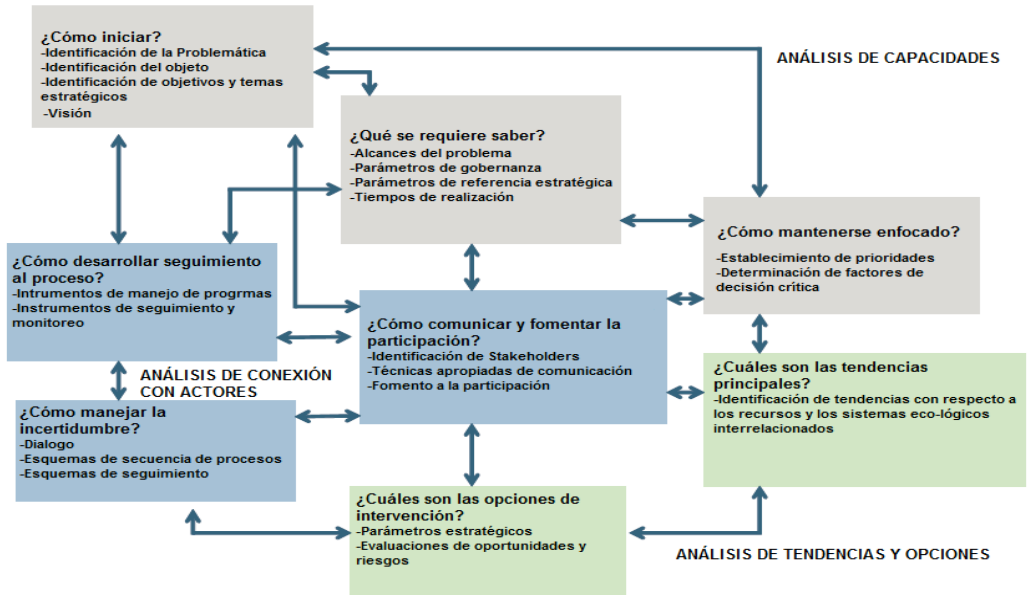 ¿Cómo iniciar?
-Identificación de la Problemática
-Identificación del objeto
-Identificación de objetivos y temas
estratégicos
-Visión
ANÁLISIS DE CAPACIDADES
¿Qué se requiere saber?
-Alcances del problema
-Parámetros de gobernanza
-Parámetros de referencia estratégica
-Tiempos de realización
¿Cómo mantenerse enfocado?
-Establecimiento de prioridades
-Determinación de factores de
decisión crítica
¿Cómo desarrollar seguimiento
al proceso?
-Intrumentos de manejo de progrmas
-Instrumentos de seguimiento y
monitoreo
¿Cómo comunicar y fomentar la
participación?
-Identificación de Stakeholders
-Técnicas apropiadas de comunicación
-Fomento a la participación
¿Cuáles son las tendencias
principales?
-Identificación de tendencias con respecto a
los recursos y los sistemas eco-lógicos
interrelacionados
ANÁLISIS DE CONEXIÓN
CON ACTORES
¿Cómo manejar la
incertidumbre?
-Dialogo
-Esquemas de secuencia de procesos
-Esquemas de seguimiento
¿Cuáles son las opciones de
intervención?
-Parámetros estratégicos
-Evaluaciones de oportunidades y
riesgos
ANÁLISIS DE TENDENCIAS Y OPCIONES